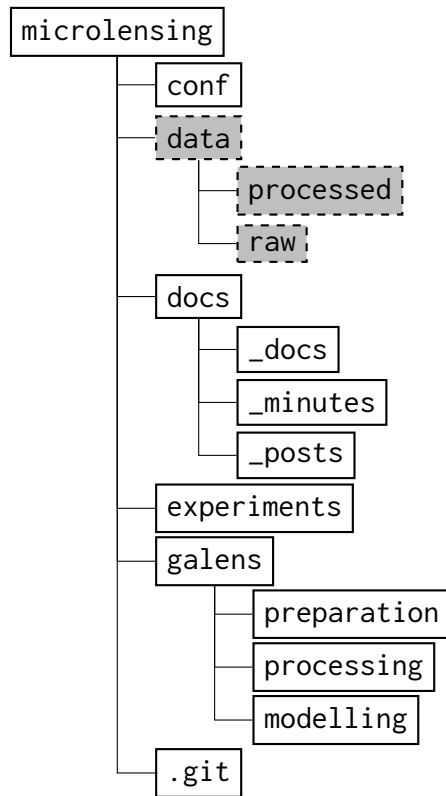 microlensing
conf
data
processed
raw
docs
_docs
_minutes
_posts
experiments
galens
preparation
processing
modelling
.git